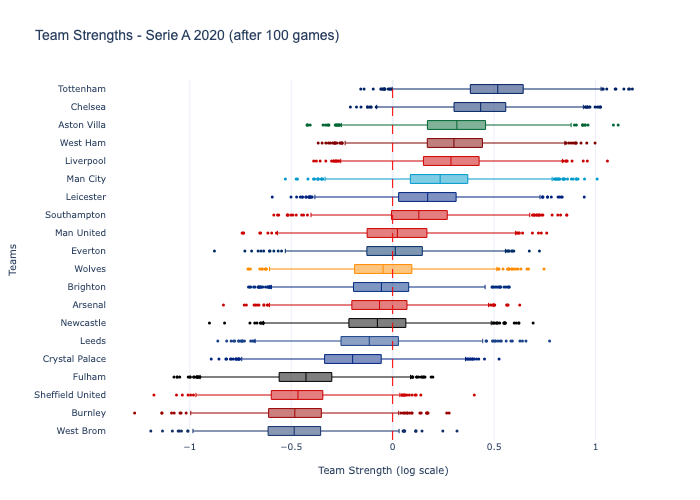 Team Strengths - Serie A 2020 (after 100 games)
Tottenham
Chelsea
Aston Villa
West Ham
Liverpool
Man City
Leicester
Southampton
Man United
Everton
Wolves
Brighton
Arsenal
Newcastle
Leeds
Crystal Palace
Fulham
Sheffield United
Burnley
West Brom
Teams
−1 −0.5 0 0.5 1
Team Strength (log scale)